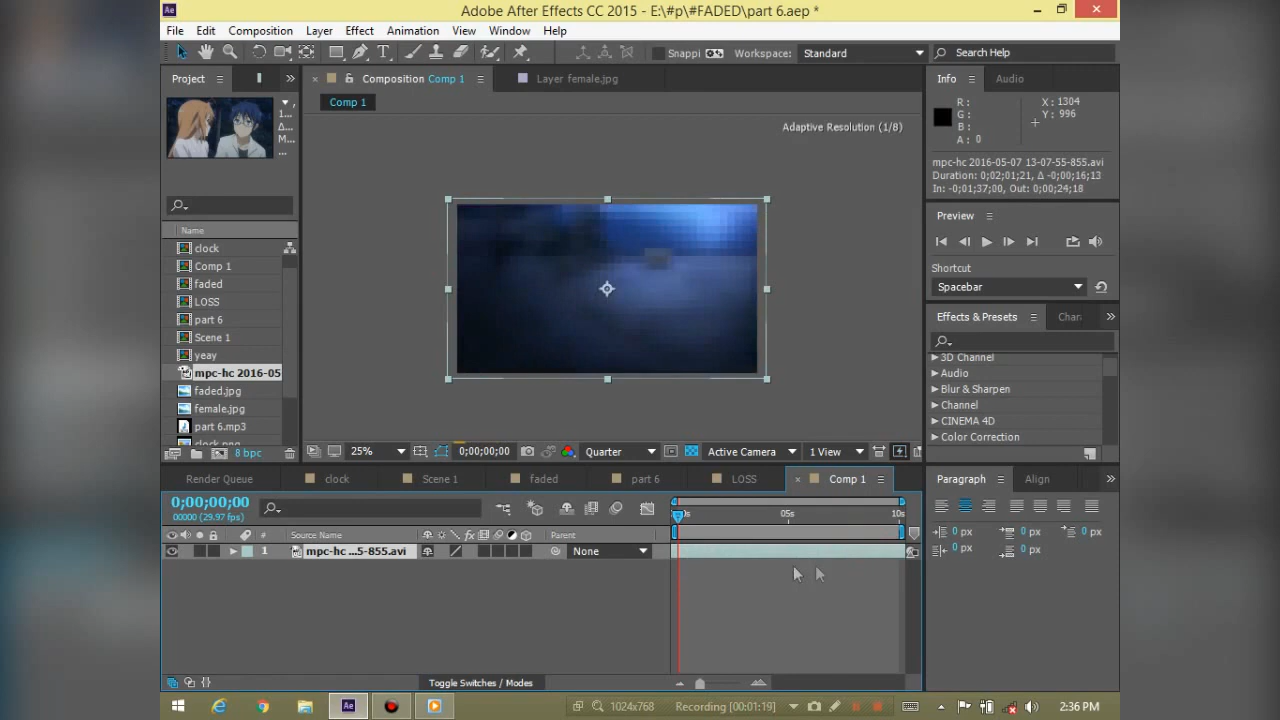 Adobe After Effects CC 2015 - E:\#p\#FADED\part 6.aep *
File Edit Composition Layer Effect Animation View Window Help
Snappi Workspace: Standard Search Help
Project Composition Comp 1 Layer female.jpg Info Audio
Comp 1
Adaptive Resolution (1/8)
R: X: 1304
G: Y: 996
B:
A: 0
1...
Δ...
M...
...
mpc-hc 2016-05-07 13-07-55-855.avi
Duration: 0;02;01;21, Δ -0;00;16;13
In: -0;01;37;00, Out: 0;00;24;18
Preview
Shortcut
Spacebar
Effects & Presets Char
3D Channel
Audio
Blur & Sharpen
Channel
CINEMA 4D
Color Correction
Name
clock
Comp 1
faded
LOSS
part 6
Scene 1
yeay
mpc-hc 2016-05
faded.jpg
female.jpg
part 6.mp3
clock.png
8 bpc
25% 0;00;00;00 Quarter Active Camera 1 View
Render Queue clock Scene 1 faded part 6 LOSS Comp 1
Paragraph Align
0;00;00;00
00000 (29.97 fps)
0s 05s 10s
# Source Name Parent
1 mpc-hc ...5-855.avi None
0 px 0 px 0 px
0 px 0 px
Toggle Switches / Modes
1024x768 Recording [00:01:19] 2:36 PM